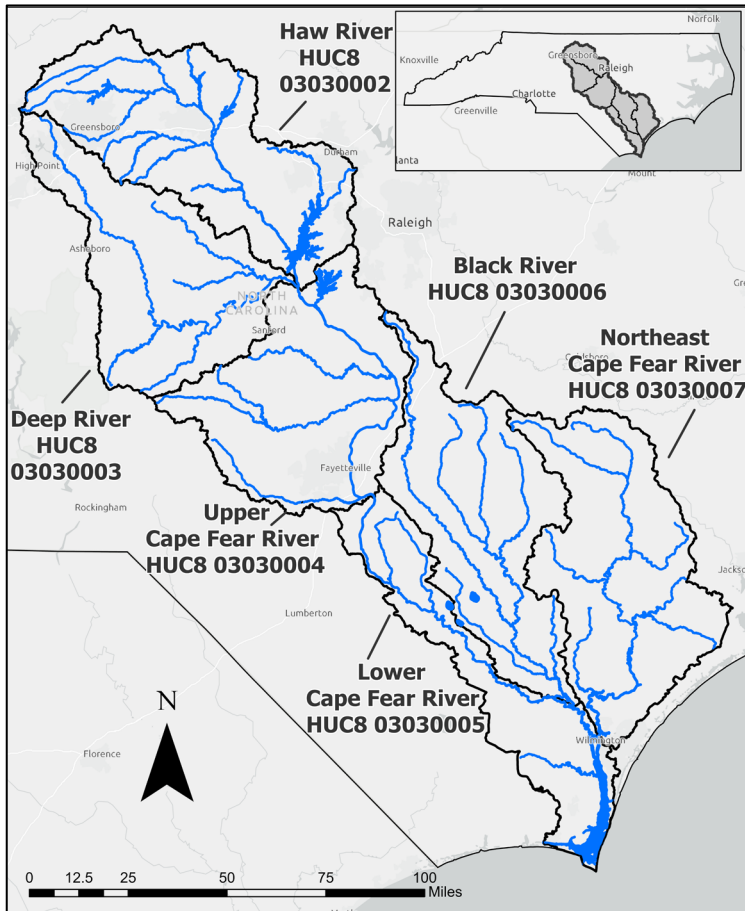 Haw River
HUC8
03030002
Norfolk
Knoxville
Greensboro
Raleigh
Charlotte
Greenville
Mount
lanta
Greensboro
High Point
Durham
Raleigh
Asheboro
NORTH
CAROLINA
Sanford
Black River
HUC8 03030006
Northeast
Cape Fear River
HUC8 03030007
Deep River
HUC8
03030003
Fayetteville
Rockingham
Upper
Cape Fear River
HUC8 03030004
Jackso
Lumberton
Lower
Cape Fear River
HUC8 03030005
N
Wilmington
Florence
0 12.5 25 50 75 100
Miles